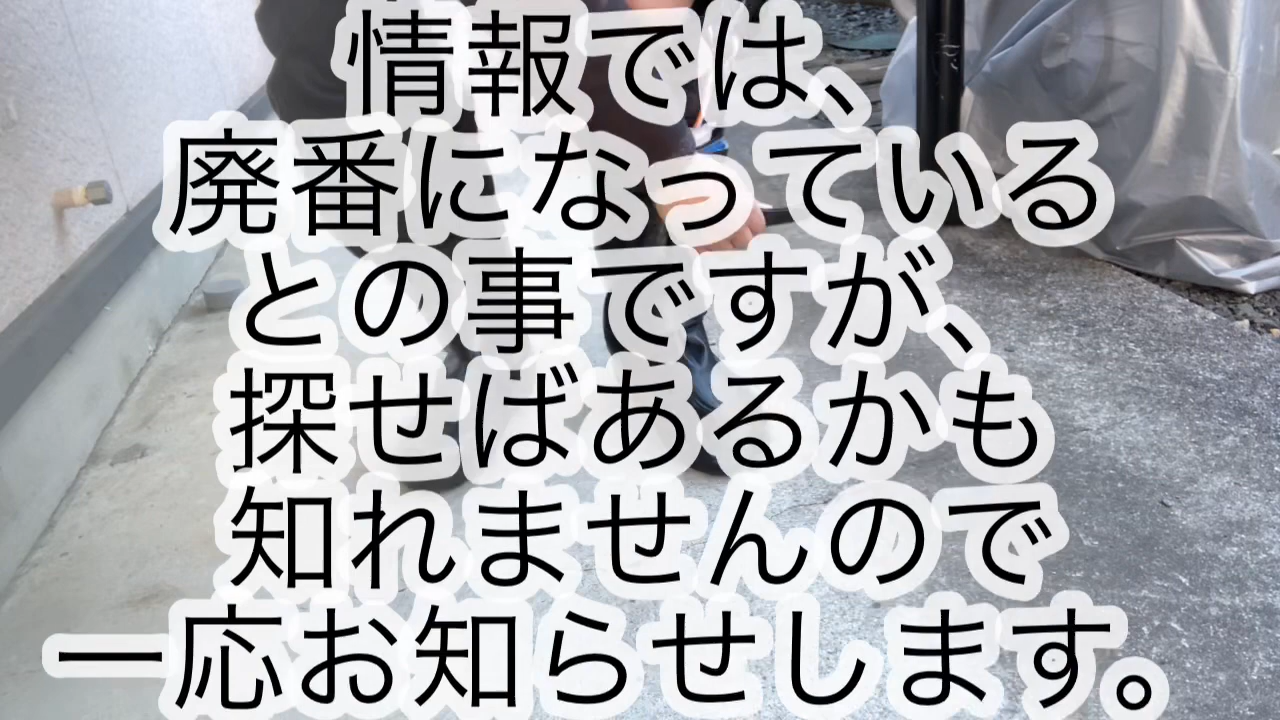 情報では、
廃番になっている
との事ですが、
探せばあるかも
知れませんので
一応お知らせします。